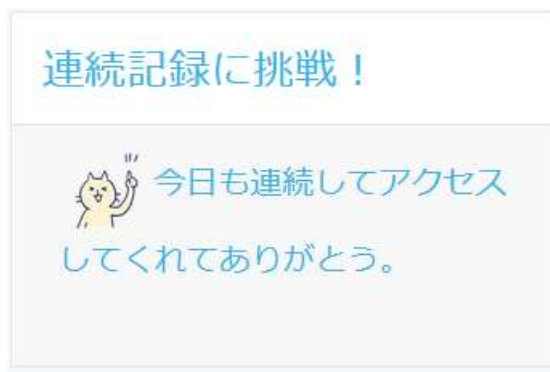 連続記録に挑戦！
今日も連続してアクセス
してくれてありがとう。